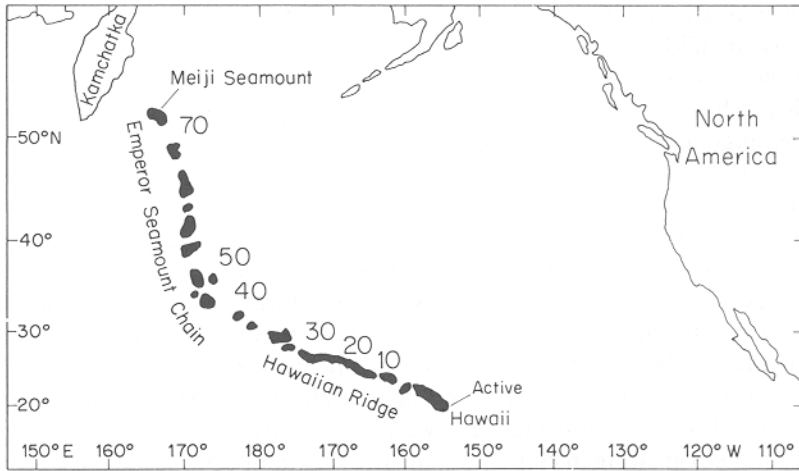 Kamchatka
Meiji Seamount
70
50°N
North
America
Emperor Seamount Chain
40°
50
40
30°
30
20
10
Hawaiian Ridge
Active
Hawaii
20°
150°E 160° 170° 180° 170° 160° 150° 140° 130° 120° W 110°